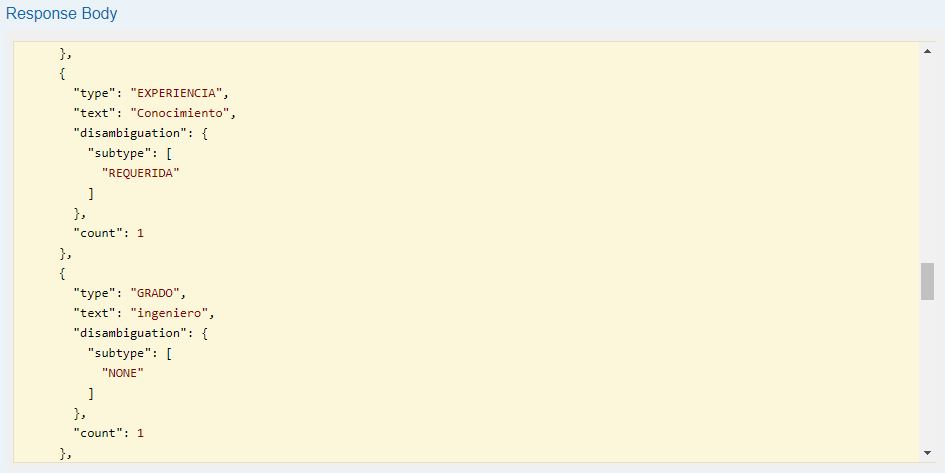 Response Body
},
{
"type": "EXPERIENCIA",
"text": "Conocimiento",
"disambiguation": {
"subtype": [
"REQUERIDA"
]
},
"count": 1
},
{
"type": "GRADO",
"text": "ingeniero",
"disambiguation": {
"subtype": [
"NONE"
]
},
"count": 1
},